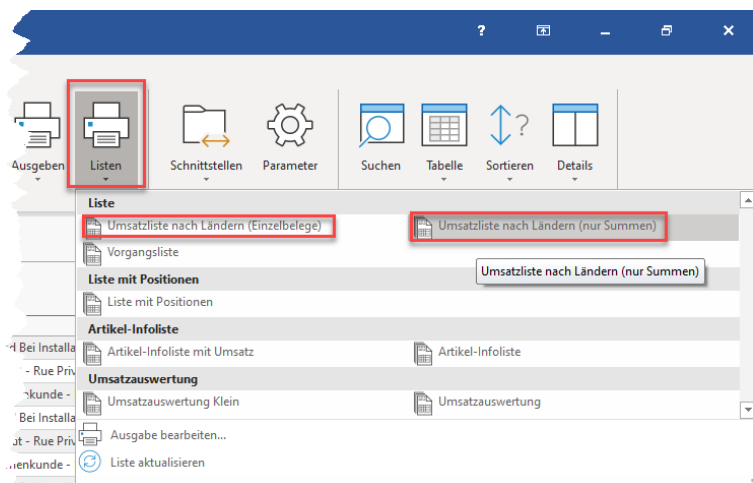 ?
Ausgeben Listen Schnittstellen Parameter Suchen Tabelle Sortieren Details
?
Liste
Umsatzliste nach Ländern (Einzelbelege) Umsatzliste nach Ländern (nur Summen)
Vorgangsliste
Umsatzliste nach Ländern (nur Summen)
Liste mit Positionen
Liste mit Positionen
Artikel-Infoliste
Artikel-Infoliste mit Umsatz Artikel-Infoliste
Umsatzauswertung
Umsatzauswertung Klein Umsatzauswertung
Ausgabe bearbeiten...
Liste aktualisieren
d Bei Installa
- Rue Priv
kunde -
Bei Installa
ut - Rue Priv
enkunde -